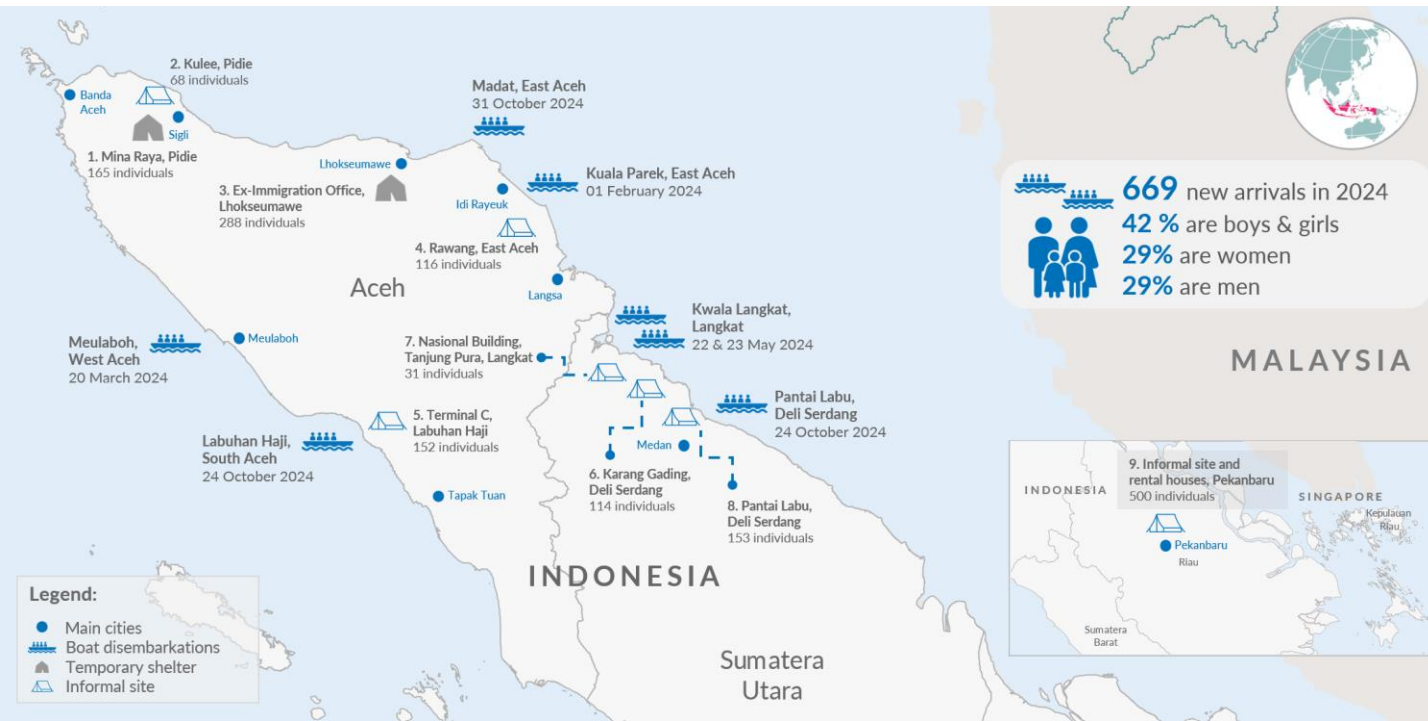 2. Kulee, Pidie
68 individuals
Banda
Aceh
Sigli
1. Mina Raya, Pidie
165 individuals
Madat, East Aceh
31 October 2024
Lhokseumawe
3. Ex-Immigration Office,
Lhokseumawe
288 individuals
Kuala Parek, East Aceh
01 February 2024
Idi Rayeuk
4. Rawang, East Aceh
116 individuals
Aceh
Langsa
669 new arrivals in 2024
42 % are boys & girls
29% are women
29% are men
Meulaboh,
West Aceh
20 March 2024
Meulaboh
7. Nasional Building,
Tanjung Pura, Langkat
31 individuals
Kwala Langkat,
Langkat
22 & 23 May 2024
MALAYSIA
Labuhan Haji,
South Aceh
24 October 2024
5. Terminal C,
Labuhan Haji
152 individuals
Pantai Labu,
Deli Serdang
24 October 2024
Medan
Tapak Tuan
6. Karang Gading,
Deli Serdang
114 individuals
8. Pantai Labu,
Deli Serdang
153 individuals
9. Informal site and
rental houses, Pekanbaru
500 individuals
INDONESIA
SINGAPORE
Kepulauan
Riau
Pekanbaru
Riau
Sumatera
Barat
INDONESIA
Sumatera
Utara
Legend:
Main cities
Boat disembarkations
Temporary shelter
Informal site